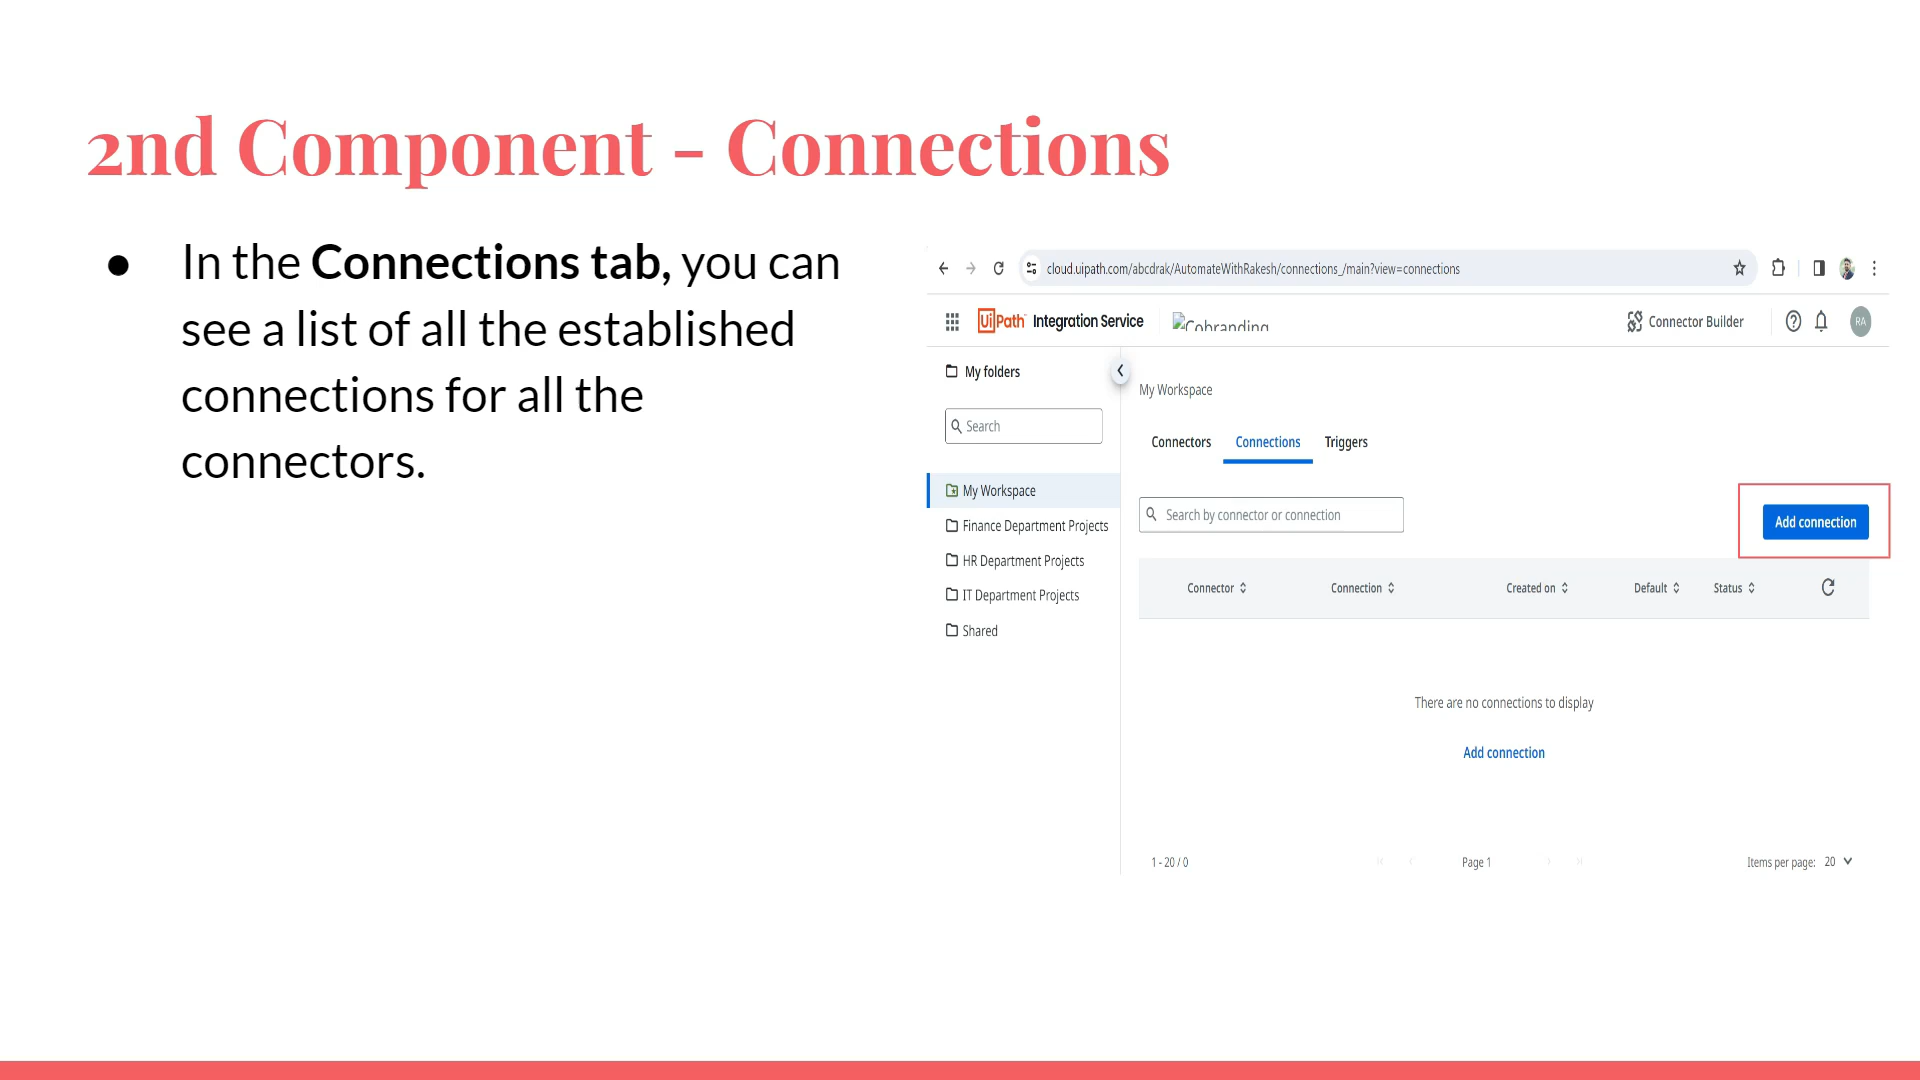 2nd Component - Connections
● In the Connections tab, you can
see a list of all the established
connections for all the
connectors.
cloud.uipath.com/abcdrak/AutomateWithRakesh/connections_/main?view=connections
UiPath Integration Service
Cobranding
Connector Builder
RA
My folders
Search
My Workspace
Finance Department Projects
HR Department Projects
IT Department Projects
Shared
My Workspace
Connectors Connections Triggers
Search by connector or connection
Add connection
Connector Connection Created on Default Status
There are no connections to display
Add connection
1 - 20 / 0 Page 1 Items per page: 20